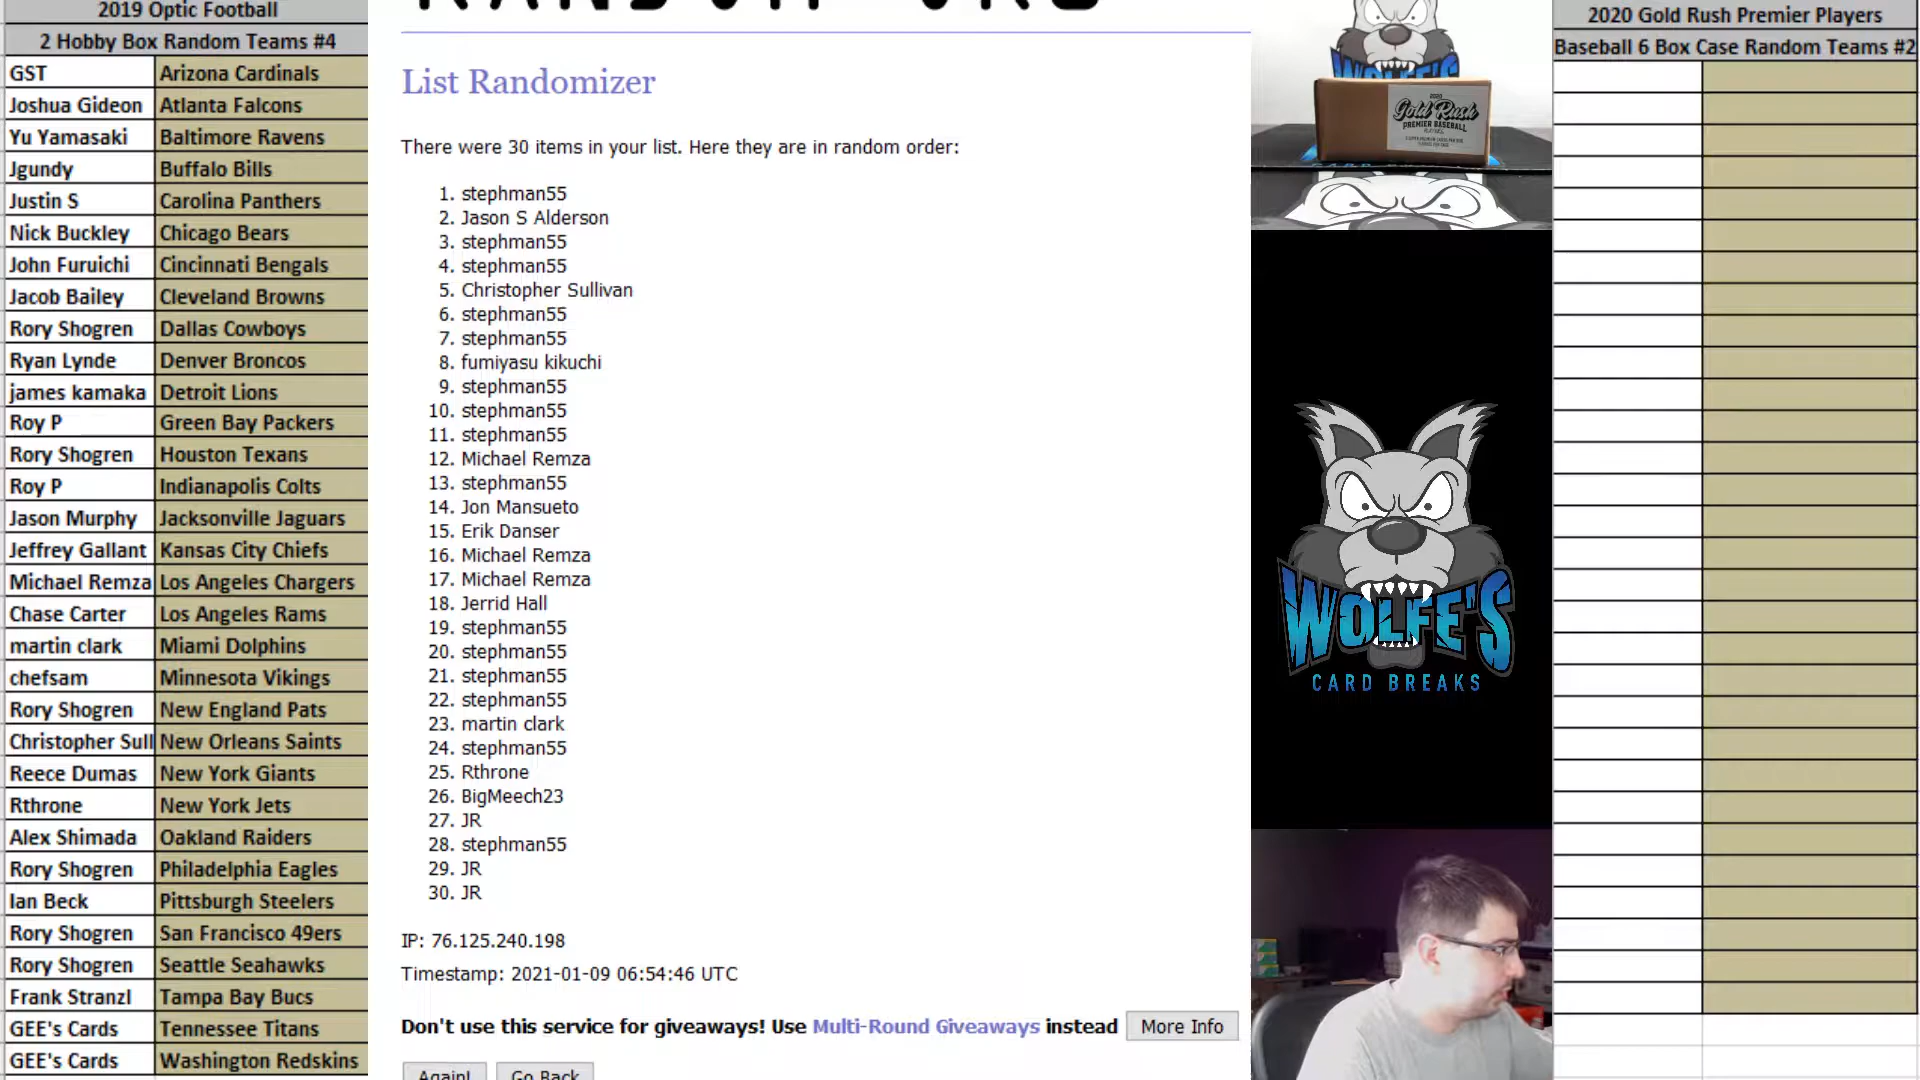 2019 Optic Football
2 Hobby Box Random Teams #4
GST Arizona Cardinals
Joshua Gideon Atlanta Falcons
Yu Yamasaki Baltimore Ravens
Jgundy Buffalo Bills
Justin S Carolina Panthers
Nick Buckley Chicago Bears
John Furuichi Cincinnati Bengals
Jacob Bailey Cleveland Browns
Rory Shogren Dallas Cowboys
Ryan Lynde Denver Broncos
james kamaka Detroit Lions
Roy P Green Bay Packers
Rory Shogren Houston Texans
Roy P Indianapolis Colts
Jason Murphy Jacksonville Jaguars
Jeffrey Gallant Kansas City Chiefs
Michael Remza Los Angeles Chargers
Chase Carter Los Angeles Rams
martin clark Miami Dolphins
chefsam Minnesota Vikings
Rory Shogren New England Pats
Christopher Sull New Orleans Saints
Reece Dumas New York Giants
Rthrone New York Jets
Alex Shimada Oakland Raiders
Rory Shogren Philadelphia Eagles
Ian Beck Pittsburgh Steelers
Rory Shogren San Francisco 49ers
Rory Shogren Seattle Seahawks
Frank Stranzl Tampa Bay Bucs
GEE's Cards Tennessee Titans
GEE's Cards Washington Redskins
List Randomizer
There were 30 items in your list. Here they are in random order:
1. stephman55
2. Jason S Alderson
3. stephman55
4. stephman55
5. Christopher Sullivan
6. stephman55
7. stephman55
8. fumiyasu kikuchi
9. stephman55
10. stephman55
11. stephman55
12. Michael Remza
13. stephman55
14. Jon Mansueto
15. Erik Danser
16. Michael Remza
17. Michael Remza
18. Jerrid Hall
19. stephman55
20. stephman55
21. stephman55
22. stephman55
23. martin clark
24. stephman55
25. Rthrone
26. BigMeech23
27. JR
28. stephman55
29. JR
30. JR
IP: 76.125.240.198
Timestamp: 2021-01-09 06:54:46 UTC
Don't use this service for giveaways! Use Multi-Round Giveaways instead More Info
Again! Go Back
WOLFE'S
2020
Gold Rush
PREMIER BASEBALL
WOLFE'S
CARD BREAKS
2020 Gold Rush Premier Players
Baseball 6 Box Case Random Teams #2